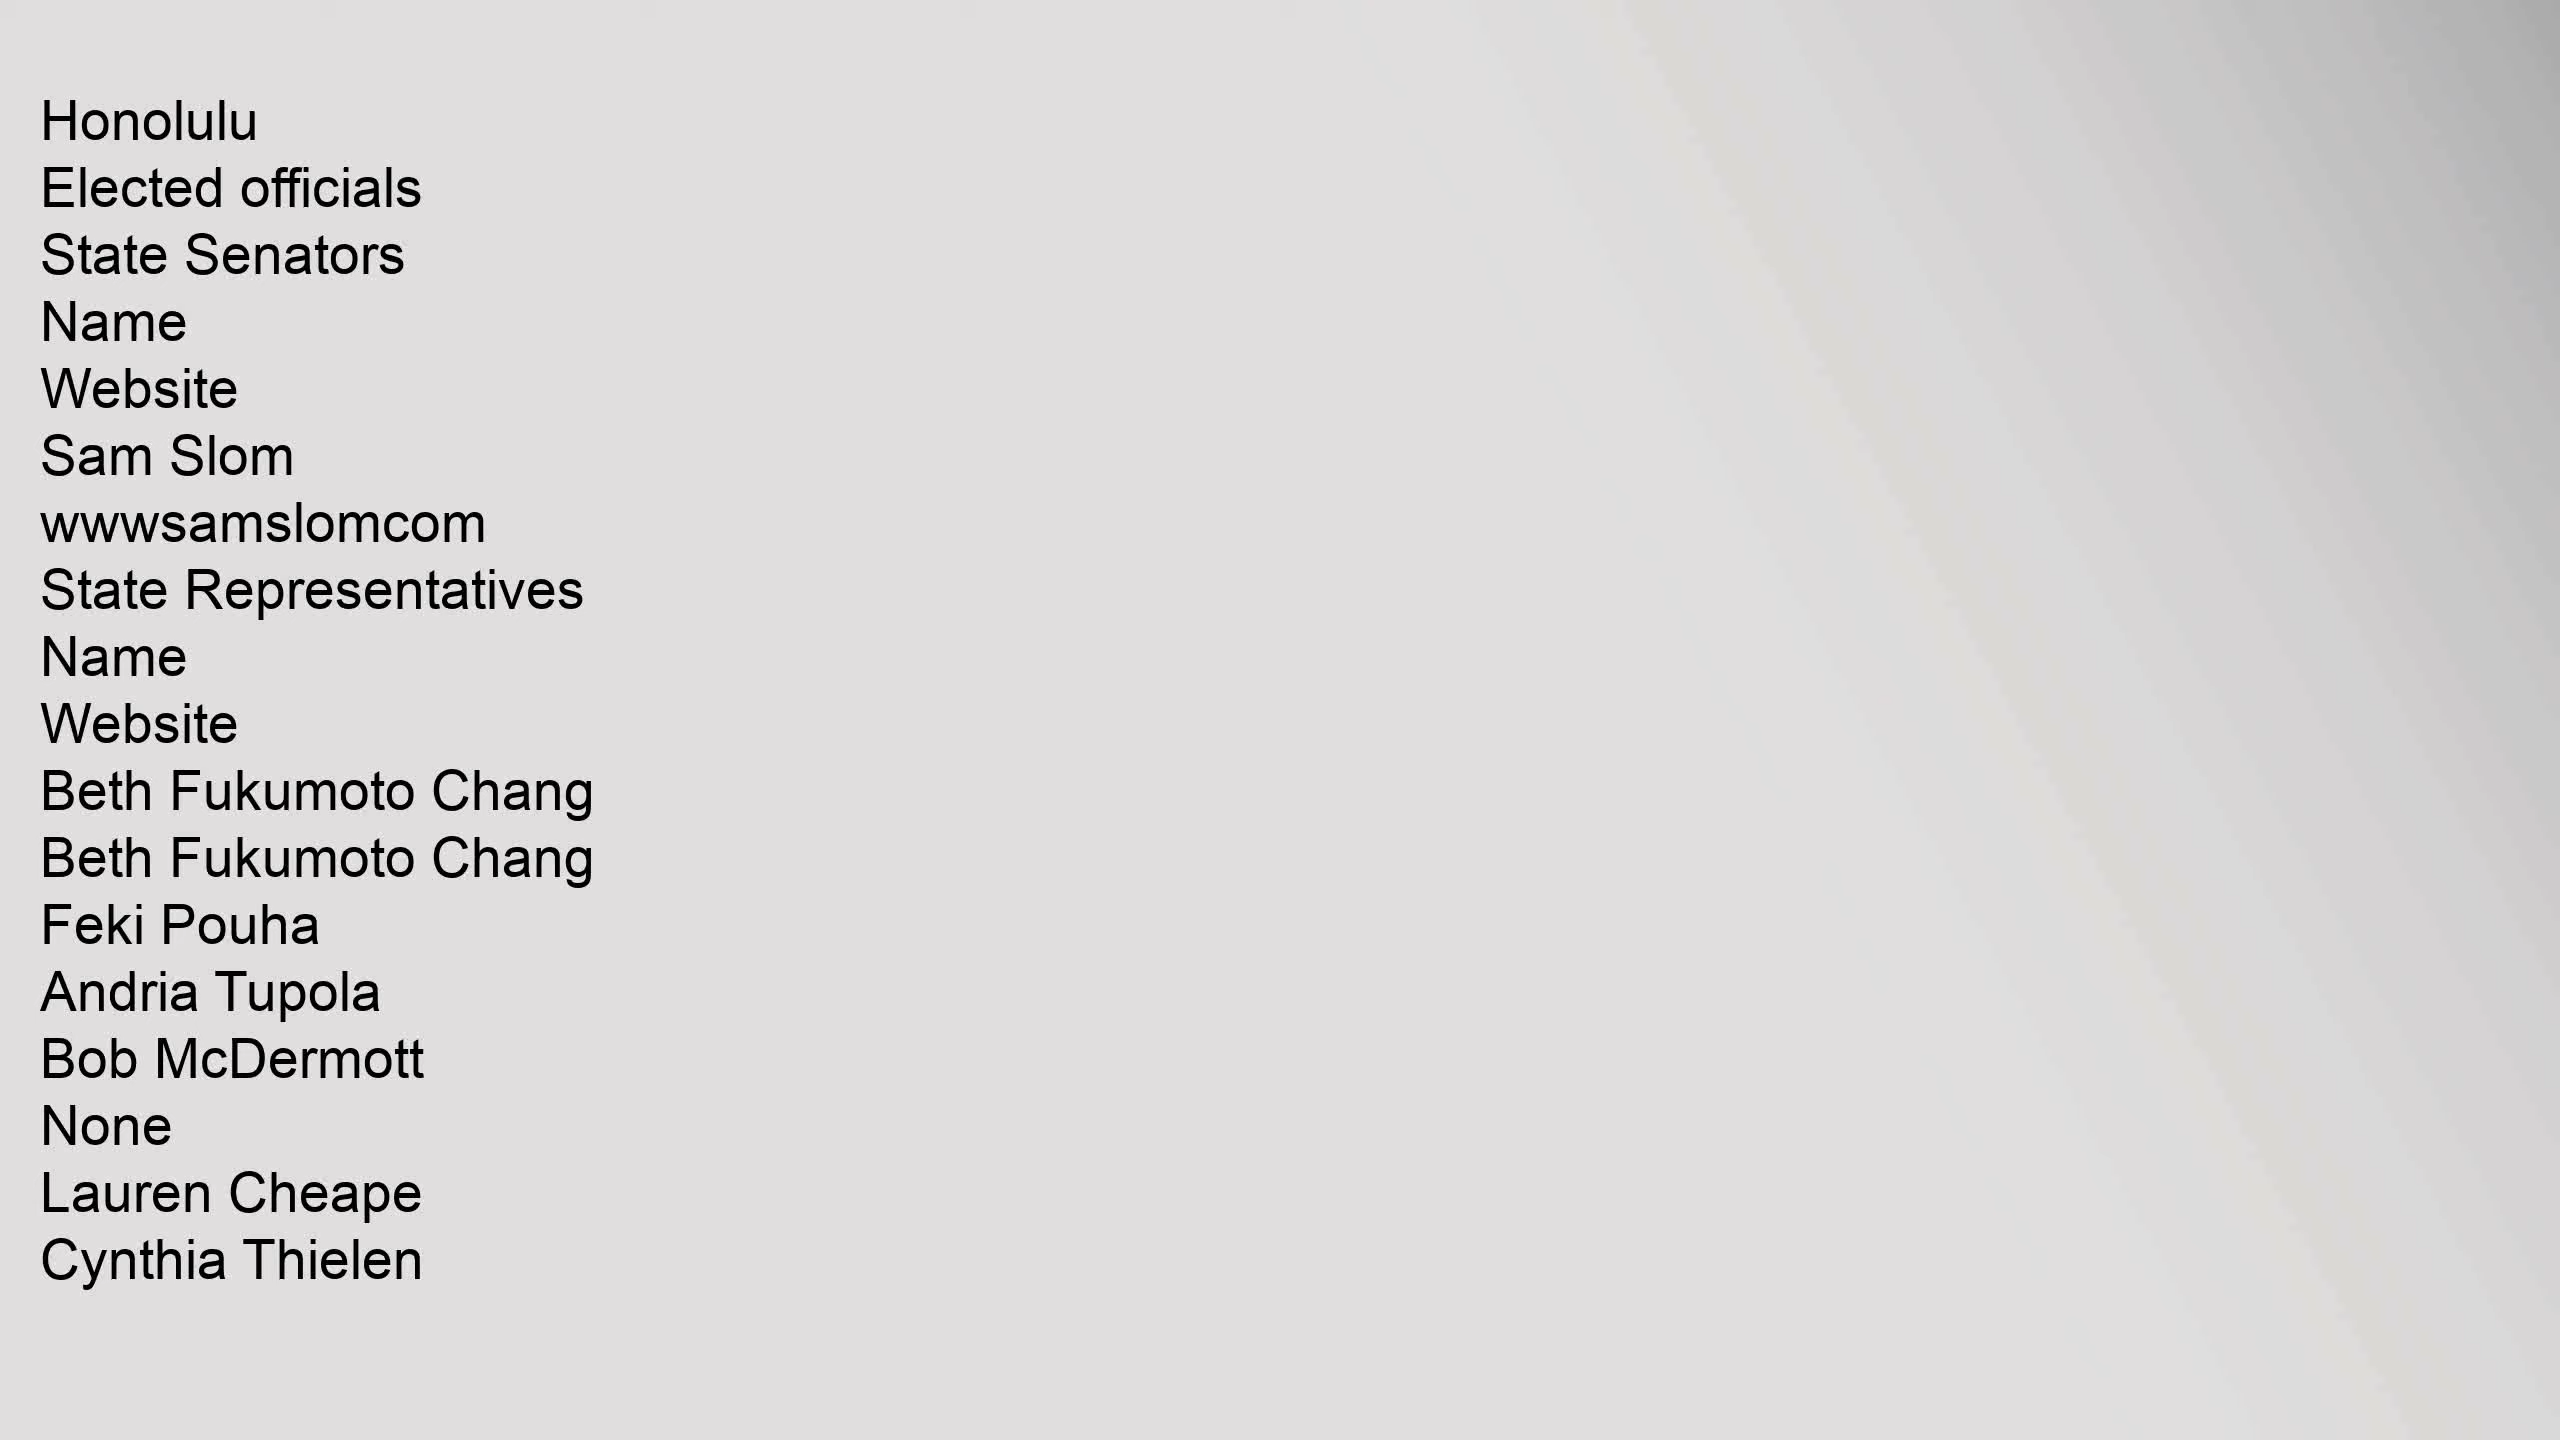 Honolulu
Elected officials
State Senators
Name
Website
Sam Slom
wwwsamslomcom
State Representatives
Name
Website
Beth Fukumoto Chang
Beth Fukumoto Chang
Feki Pouha
Andria Tupola
Bob McDermott
None
Lauren Cheape
Cynthia Thielen